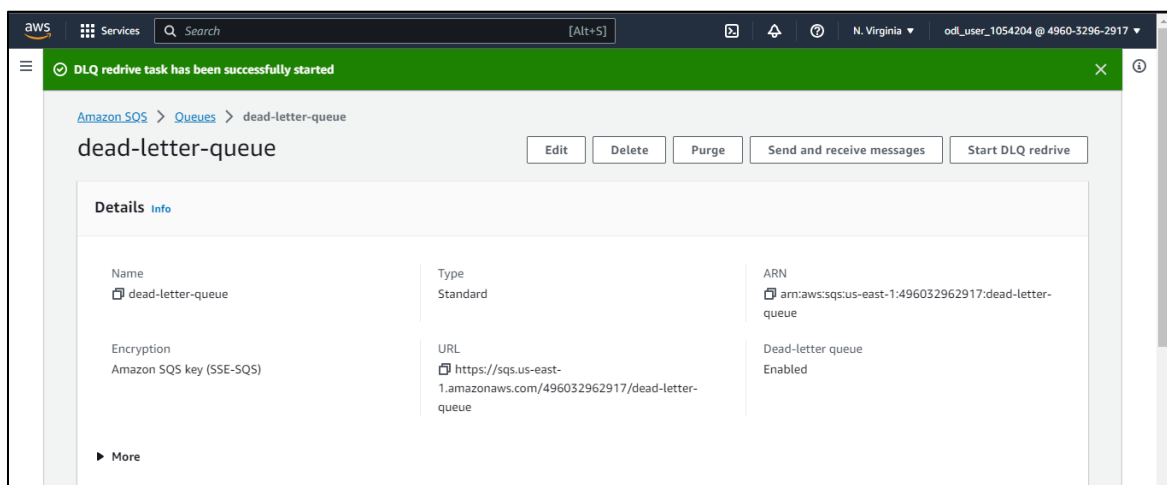 aws Services Search [Alt+S] N. Virginia ▼ odl_user_1054204 @ 4960-3296-2917 ▼
DLQ redrive task has been successfully started
Amazon SQS > Queues > dead-letter-queue
dead-letter-queue
Edit Delete Purge Send and receive messages Start DLQ redrive
Details Info
Name
dead-letter-queue
Type
Standard
ARN
arn:aws:sqs:us-east-1:496032962917:dead-letter-
queue
Encryption
Amazon SQS key (SSE-SQS)
URL
https://sqs.us-east-
1.amazonaws.com/496032962917/dead-letter-
queue
Dead-letter queue
Enabled
▶ More